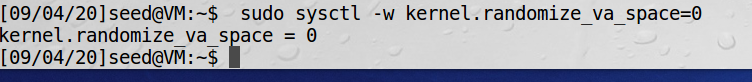 [09/04/20]seed@VM:~$  sudo sysctl -w kernel.randomize_va_space=0
kernel.randomize_va_space = 0
[09/04/20]seed@VM:~$